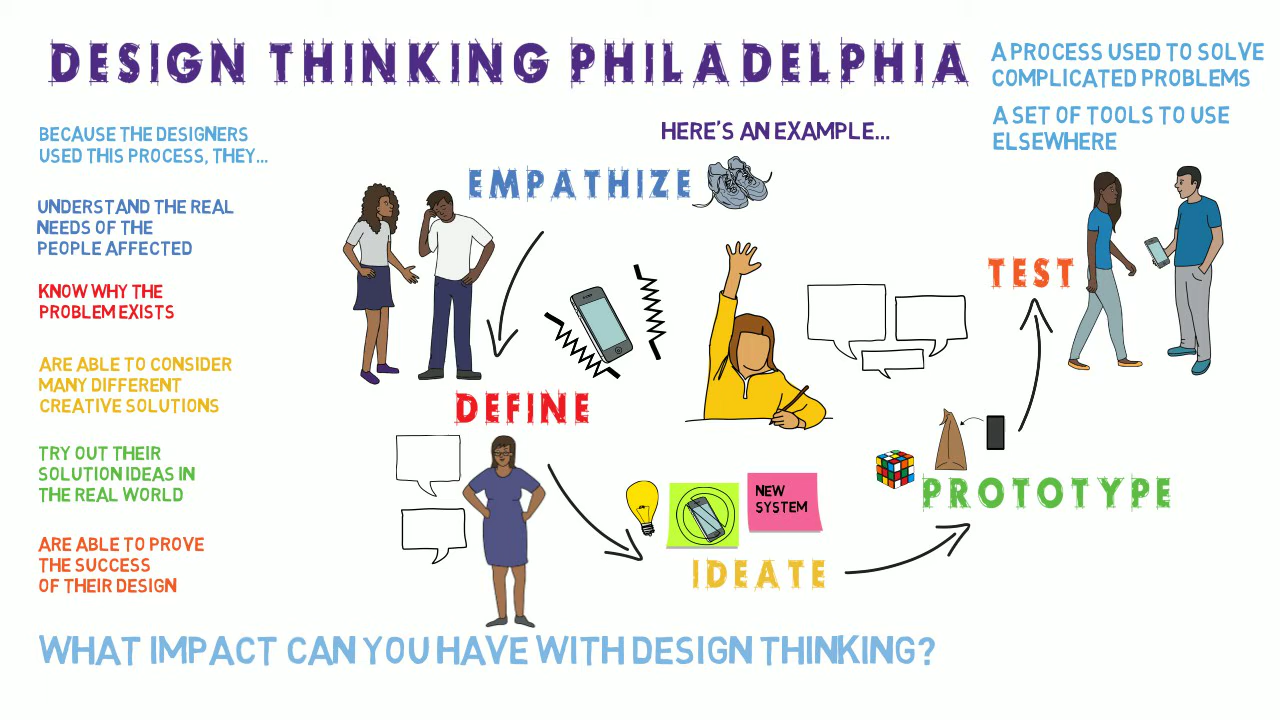 DESIGN THINKING PHILADELPHIA
A PROCESS USED TO SOLVE
COMPLICATED PROBLEMS
A SET OF TOOLS TO USE
ELSEWHERE
BECAUSE THE DESIGNERS
USED THIS PROCESS, THEY...
UNDERSTAND THE REAL
NEEDS OF THE
PEOPLE AFFECTED
KNOW WHY THE
PROBLEM EXISTS
ARE ABLE TO CONSIDER
MANY DIFFERENT
CREATIVE SOLUTIONS
TRY OUT THEIR
SOLUTION IDEAS IN
THE REAL WORLD
ARE ABLE TO PROVE
THE SUCCESS
OF THEIR DESIGN
HERE'S AN EXAMPLE...
EMPATHIZE
DEFINE
NEW
SYSTEM
IDEATE
PROTOTYPE
TEST
WHAT IMPACT CAN YOU HAVE WITH DESIGN THINKING?